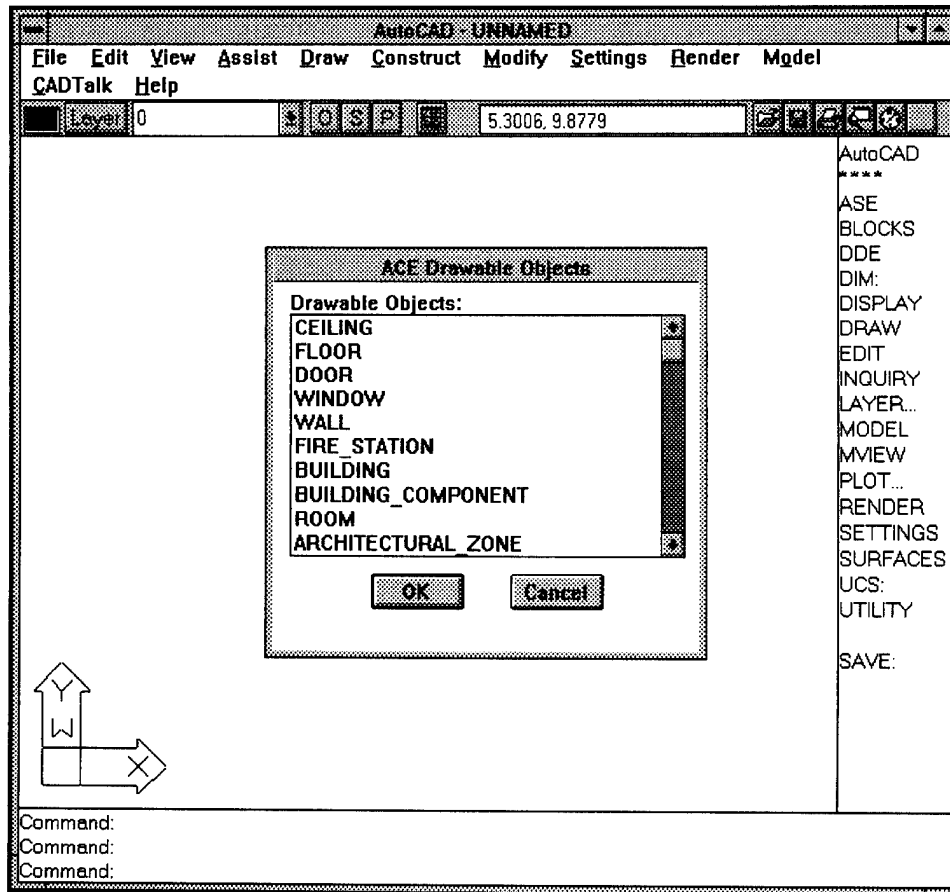 AutoCAD - UNNAMED
File Edit View Assist Draw Construct Modify Settings Render Model
CADTalk Help
Layer 0 O S P 5.3006, 9.8779
AutoCAD
****
ASE
BLOCKS
DDE
DIM:
DISPLAY
DRAW
EDIT
INQUIRY
LAYER...
MODEL
MVIEW
PLOT...
RENDER
SETTINGS
SURFACES
UCS:
UTILITY
SAVE:
ACE Drawable Objects
Drawable Objects:
CEILING
FLOOR
DOOR
WINDOW
WALL
FIRE_STATION
BUILDING
BUILDING_COMPONENT
ROOM
ARCHITECTURAL_ZONE
OK Cancel
Y
W
X
Command:
Command:
Command: